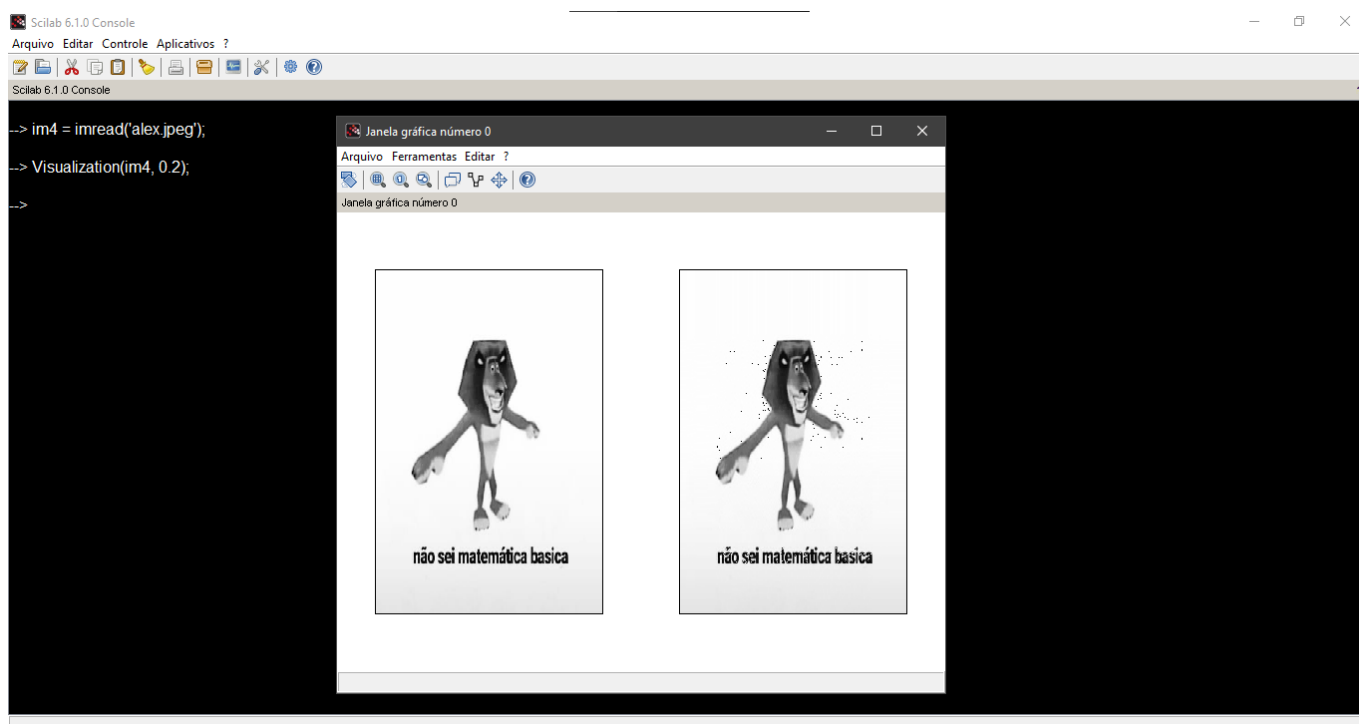 Scilab 6.1.0 Console
Arquivo Editar Controle Aplicativos ?
Scilab 6.1.0 Console
--> im4 = imread('alex.jpeg');
--> Visualization(im4, 0.2);
-->
Janela gráfica número 0
Arquivo Ferramentas Editar ?
Janela gráfica número 0
não sei matemática basica
não sei matemática basica